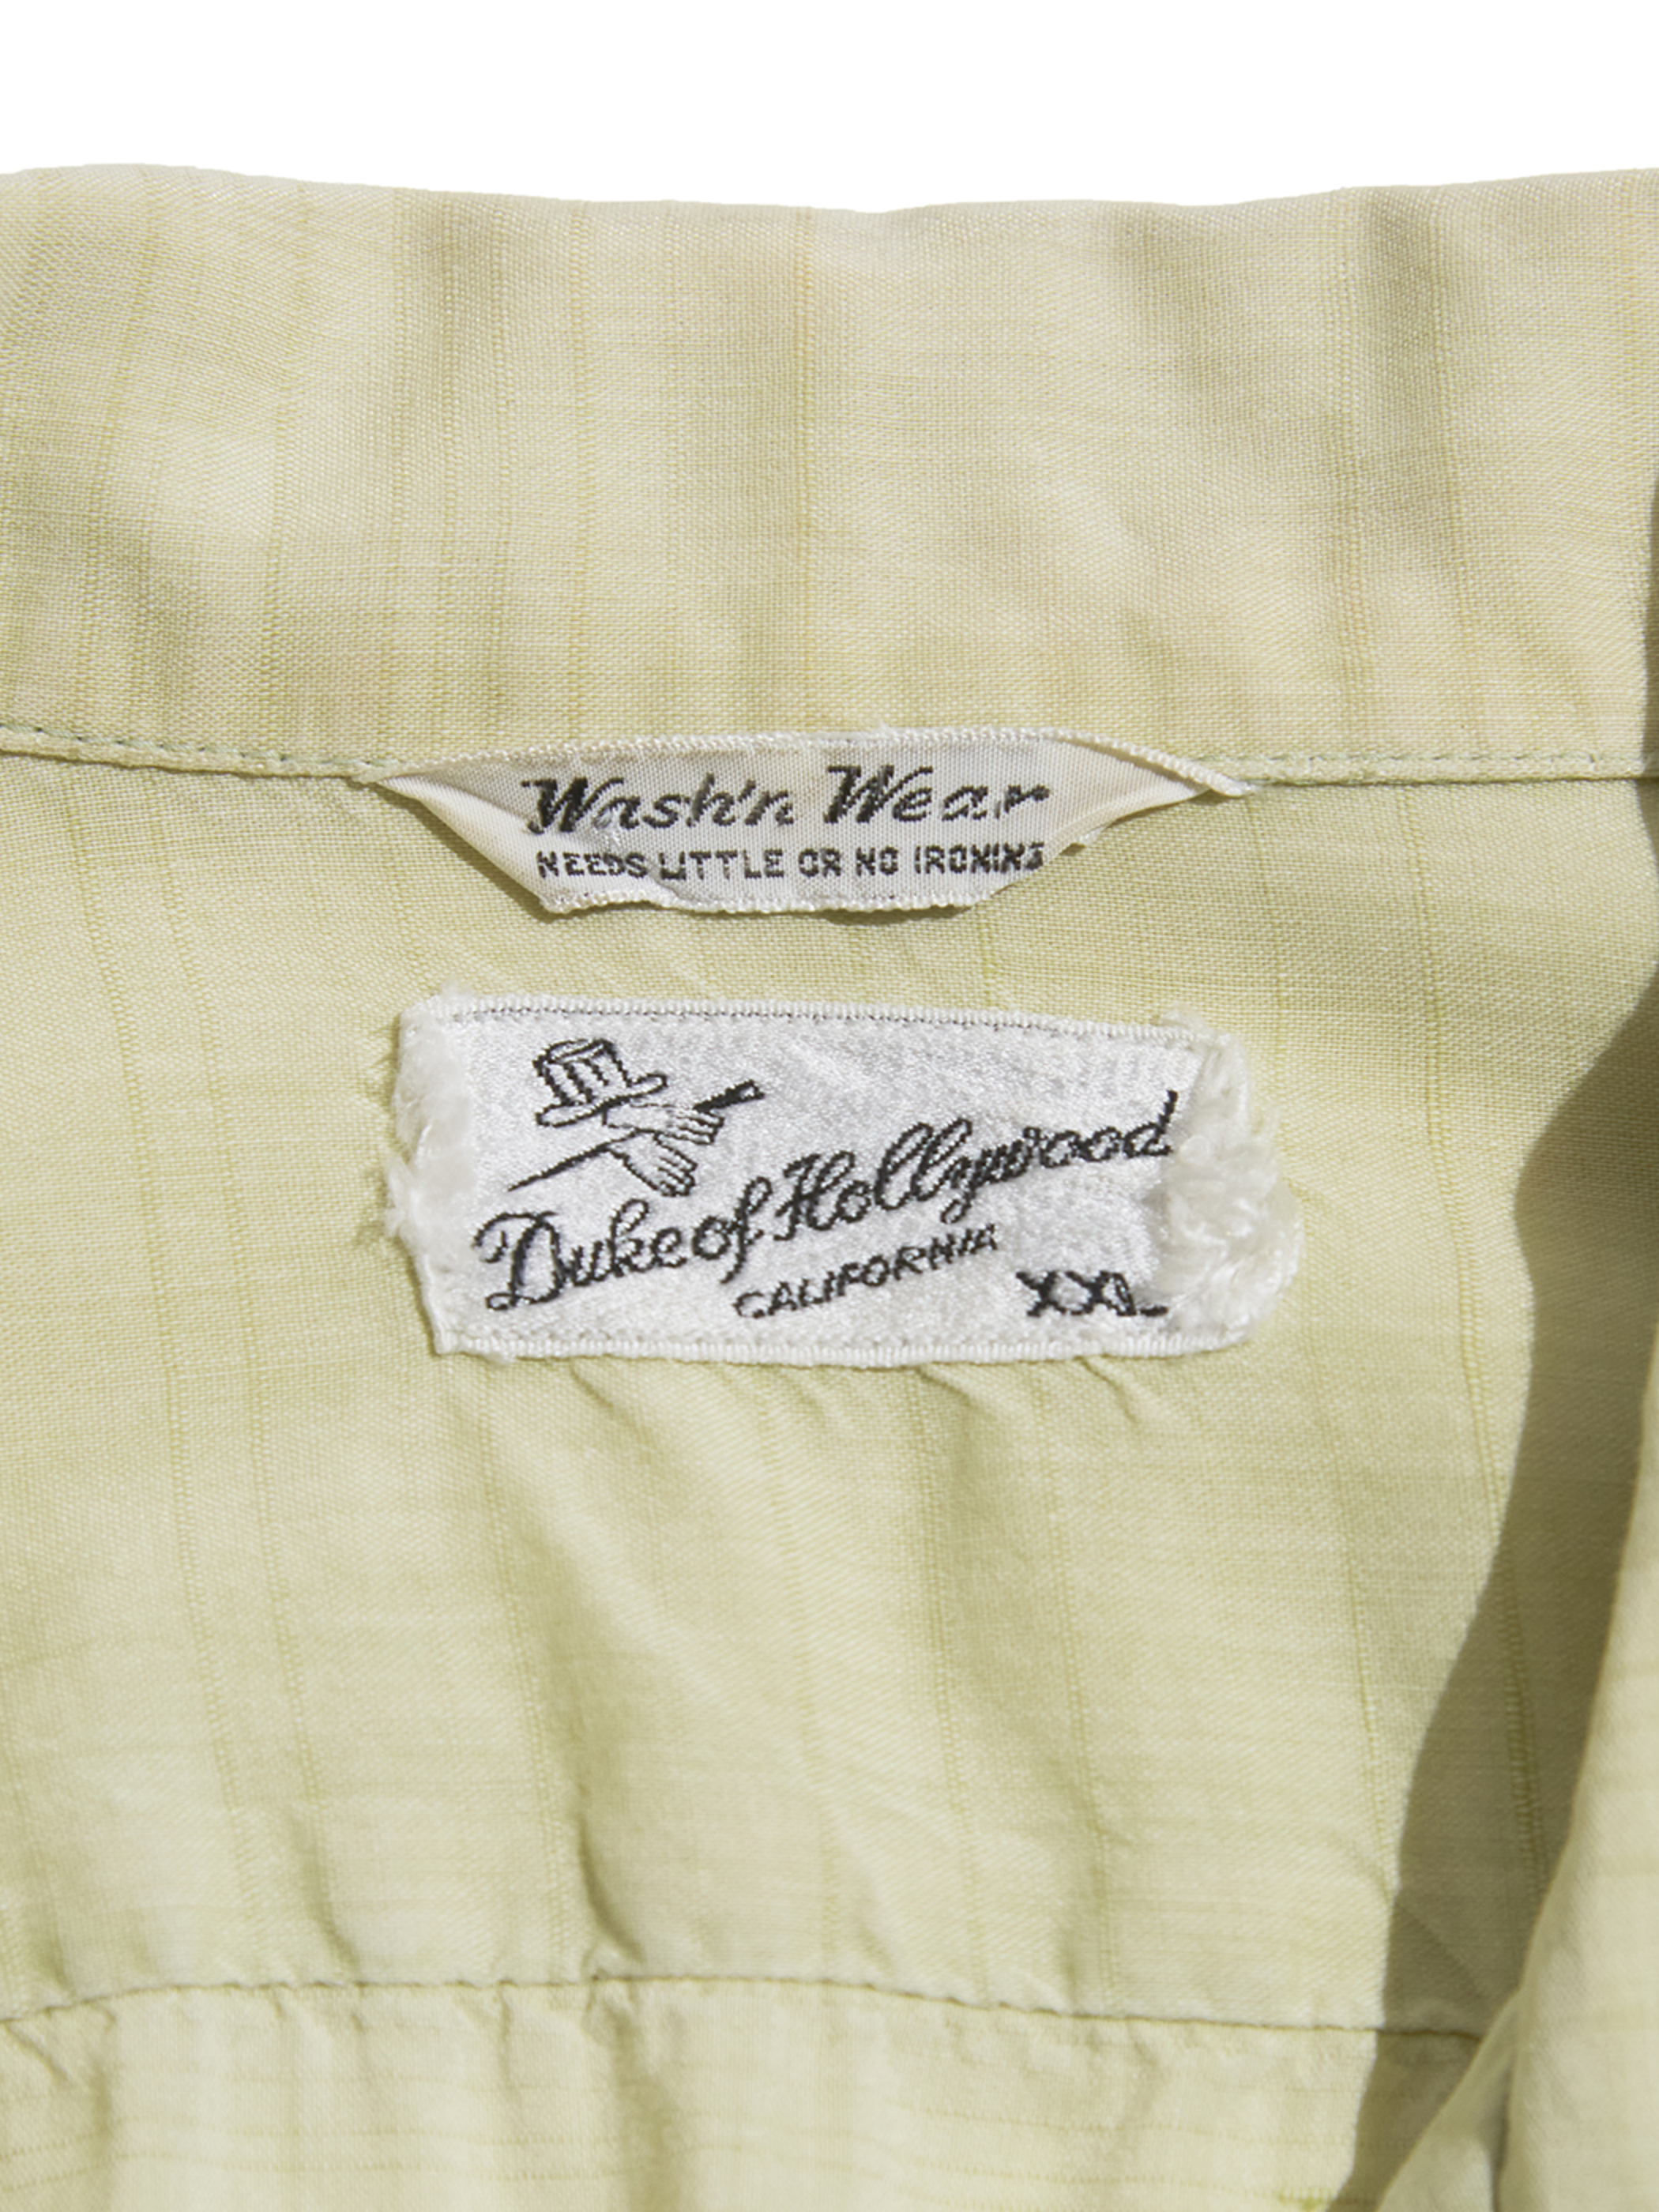 Wash'n Wear
NEEDS LITTLE OR NO IRONING
Duke of Hollywood
CALIFORNIA
XXL